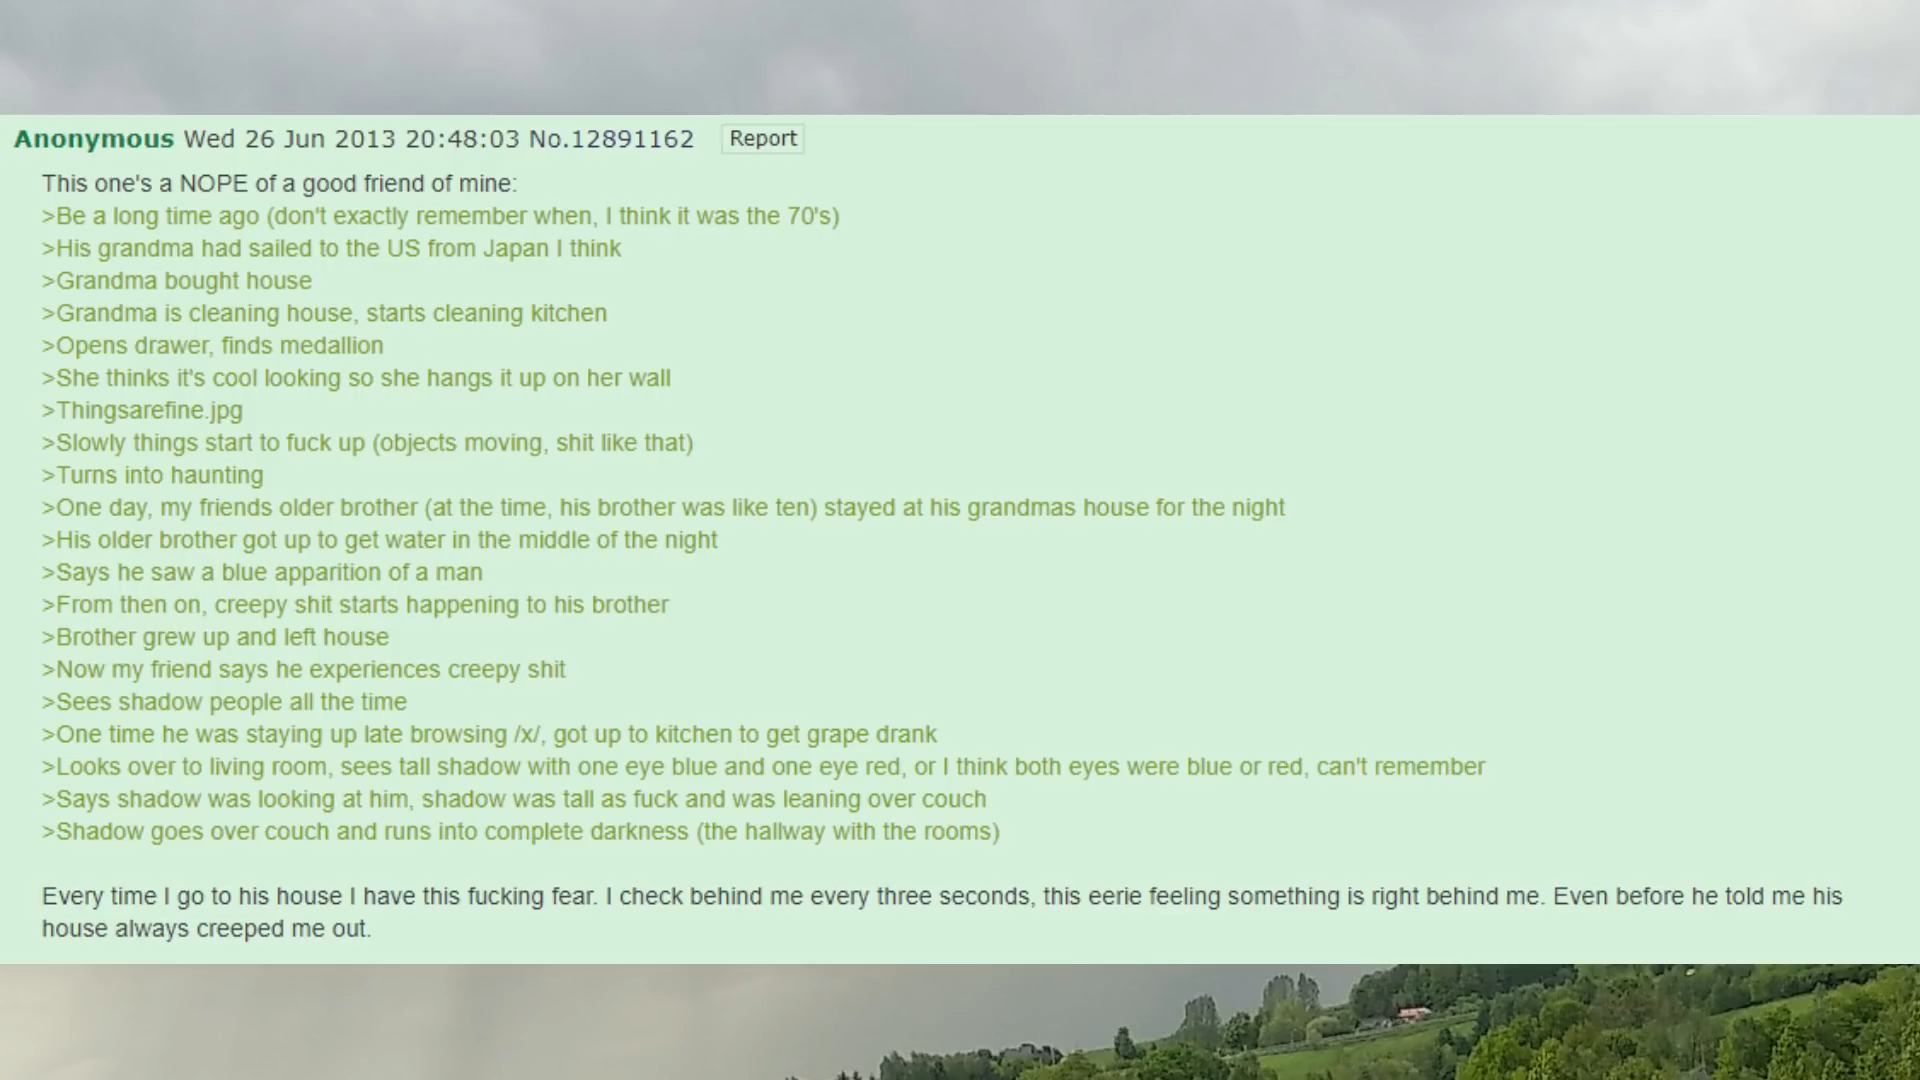 Anonymous Wed 26 Jun 2013 20:48:03 No.12891162 Report
This one's a NOPE of a good friend of mine:
>Be a long time ago (don't exactly remember when, I think it was the 70's)
>His grandma had sailed to the US from Japan I think
>Grandma bought house
>Grandma is cleaning house, starts cleaning kitchen
>Opens drawer, finds medallion
>She thinks it's cool looking so she hangs it up on her wall
>Thingsarefine.jpg
>Slowly things start to fuck up (objects moving, shit like that)
>Turns into haunting
>One day, my friends older brother (at the time, his brother was like ten) stayed at his grandmas house for the night
>His older brother got up to get water in the middle of the night
>Says he saw a blue apparition of a man
>From then on, creepy shit starts happening to his brother
>Brother grew up and left house
>Now my friend says he experiences creepy shit
>Sees shadow people all the time
>One time he was staying up late browsing /x/, got up to kitchen to get grape drank
>Looks over to living room, sees tall shadow with one eye blue and one eye red, or I think both eyes were blue or red, can't remember
>Says shadow was looking at him, shadow was tall as fuck and was leaning over couch
>Shadow goes over couch and runs into complete darkness (the hallway with the rooms)
Every time I go to his house I have this fucking fear. I check behind me every three seconds, this eerie feeling something is right behind me. Even before he told me his
house always creeped me out.